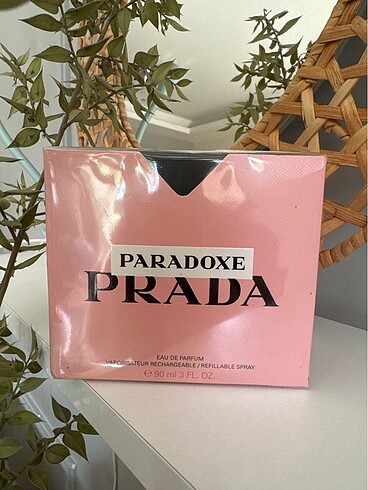 PARADOXE
PRADA
EAU DE PARFUM
VAPORISATEUR RECHARGEABLE / REFILLABLE SPRAY
℮ 90 ml 3 FL. OZ.